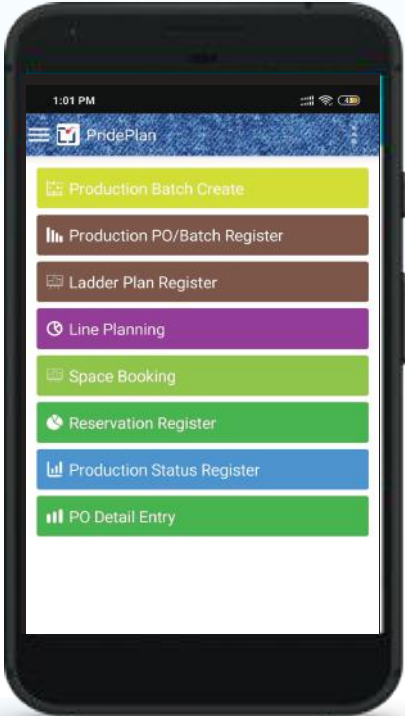 1:01 PM
PridePlan
Production Batch Create
Production PO/Batch Register
Ladder Plan Register
Line Planning
Space Booking
Reservation Register
Production Status Register
PO Detail Entry